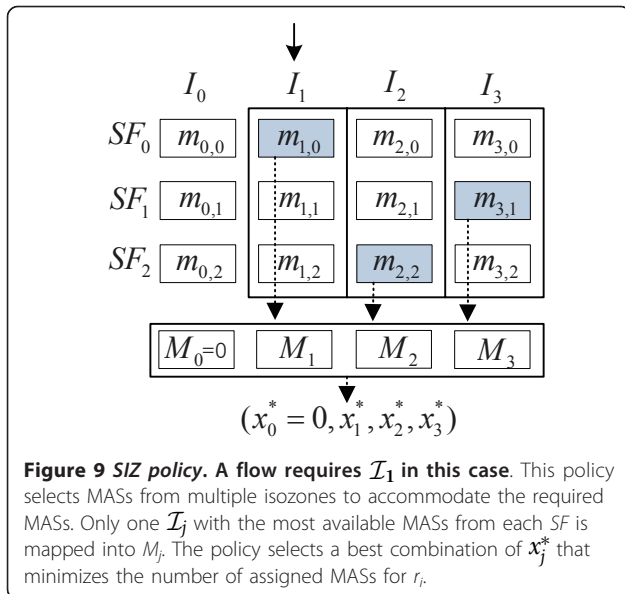 I₀ I₁ I₂ I₃
SF₀ m₀,₀ m₁,₀ m₂,₀ m₃,₀
SF₁ m₀,₁ m₁,₁ m₂,₁ m₃,₁
SF₂ m₀,₂ m₁,₂ m₂,₂ m₃,₂
M₀=0 M₁ M₂ M₃
(x₀* = 0, x₁*, x₂*, x₃*)
Figure 9 SIZ policy. A flow requires 𝓘₁ in this case. This policy
selects MASs from multiple isozones to accommodate the required
MASs. Only one 𝓘ⱼ with the most available MASs from each SF is
mapped into Mⱼ. The policy selects a best combination of xⱼ* that
minimizes the number of assigned MASs for rᵢ.